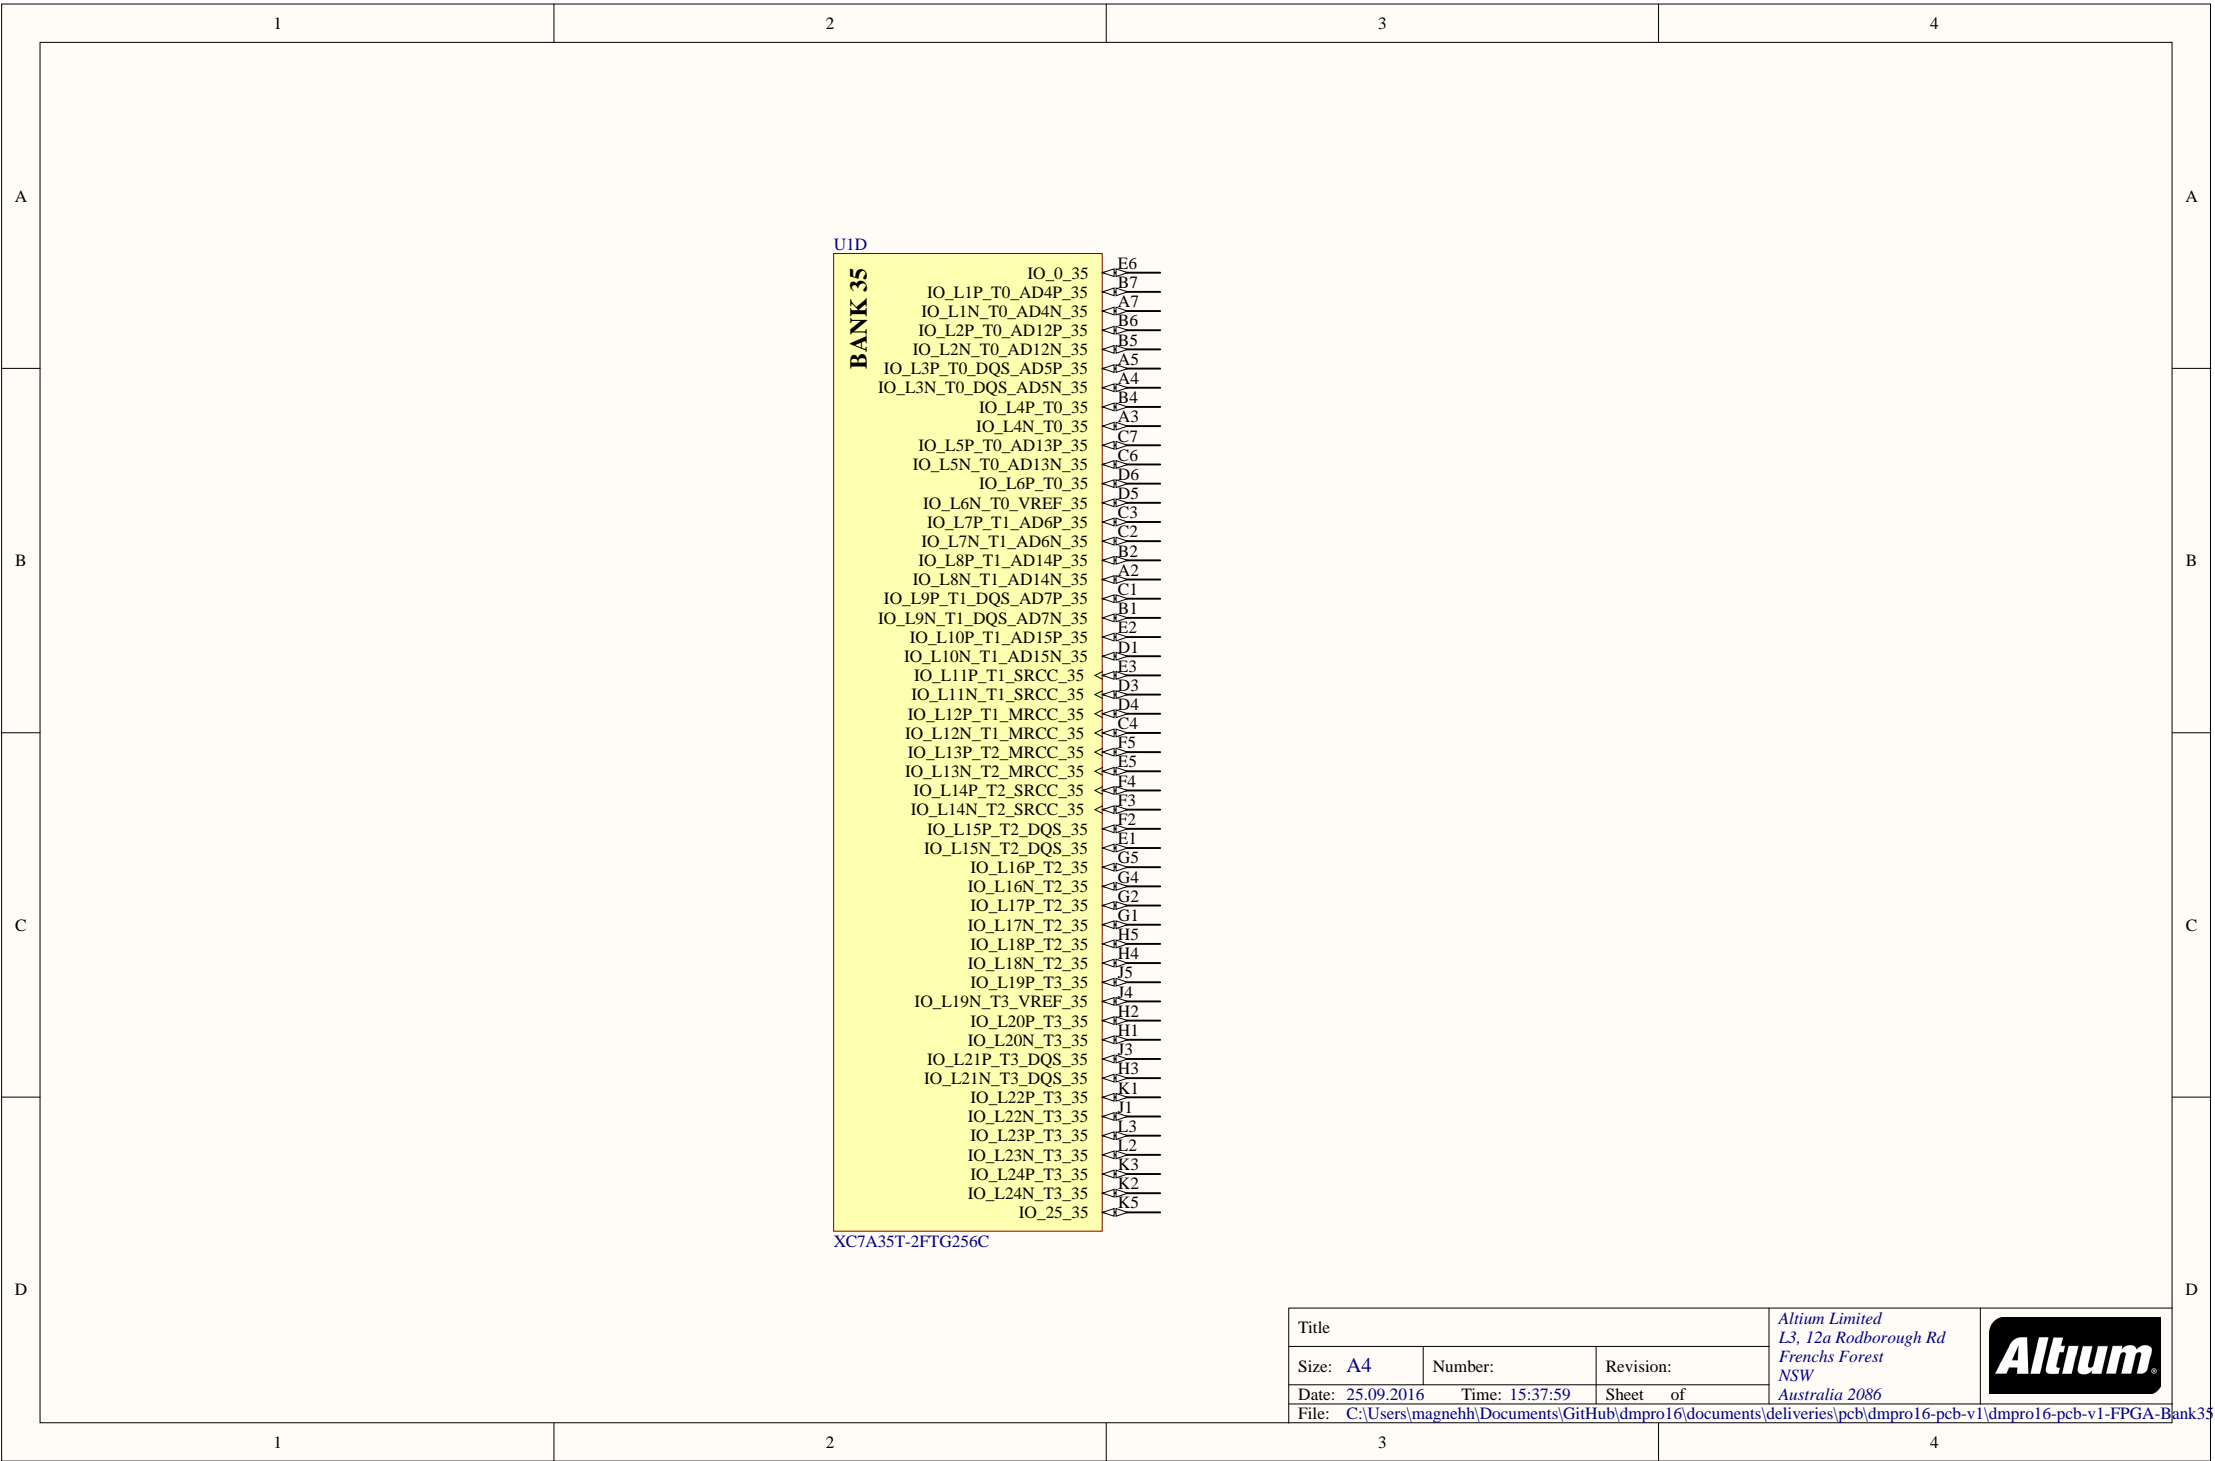 1 2 3 4
A A
U1D
BANK 35
IO_0_35 E6
IO_L1P_T0_AD4P_35 B7
IO_L1N_T0_AD4N_35 A7
IO_L2P_T0_AD12P_35 B6
IO_L2N_T0_AD12N_35 B5
IO_L3P_T0_DQS_AD5P_35 A5
IO_L3N_T0_DQS_AD5N_35 A4
IO_L4P_T0_35 B4
IO_L4N_T0_35 A3
IO_L5P_T0_AD13P_35 C7
IO_L5N_T0_AD13N_35 C6
IO_L6P_T0_35 D6
IO_L6N_T0_VREF_35 D5
IO_L7P_T1_AD6P_35 C3
IO_L7N_T1_AD6N_35 C2
B B
IO_L8P_T1_AD14P_35 B2
IO_L8N_T1_AD14N_35 A2
IO_L9P_T1_DQS_AD7P_35 C1
IO_L9N_T1_DQS_AD7N_35 B1
IO_L10P_T1_AD15P_35 E2
IO_L10N_T1_AD15N_35 D1
IO_L11P_T1_SRCC_35 E3
IO_L11N_T1_SRCC_35 D3
IO_L12P_T1_MRCC_35 D4
IO_L12N_T1_MRCC_35 C4
IO_L13P_T2_MRCC_35 F5
IO_L13N_T2_MRCC_35 E5
IO_L14P_T2_SRCC_35 F4
IO_L14N_T2_SRCC_35 F3
IO_L15P_T2_DQS_35 F2
IO_L15N_T2_DQS_35 E1
IO_L16P_T2_35 G5
IO_L16N_T2_35 G4
IO_L17P_T2_35 G2
IO_L17N_T2_35 G1
C C
IO_L18P_T2_35 H5
IO_L18N_T2_35 H4
IO_L19P_T3_35 J5
IO_L19N_T3_VREF_35 J4
IO_L20P_T3_35 H2
IO_L20N_T3_35 H1
IO_L21P_T3_DQS_35 J3
IO_L21N_T3_DQS_35 H3
IO_L22P_T3_35 K1
IO_L22N_T3_35 J1
IO_L23P_T3_35 L3
IO_L23N_T3_35 L2
IO_L24P_T3_35 K3
IO_L24N_T3_35 K2
IO_25_35 K5
XC7A35T-2FTG256C
D D
Title
Size: A4 Number: Revision:
Date: 25.09.2016 Time: 15:37:59 Sheet of
File: C:\Users\magnehh\Documents\GitHub\dmpro16\documents\deliveries\pcb\dmpro16-pcb-v1\dmpro16-pcb-v1-FPGA-Bank35
Altium Limited
L3, 12a Rodborough Rd
Frenchs Forest
NSW
Australia 2086
Altium
1 2 3 4